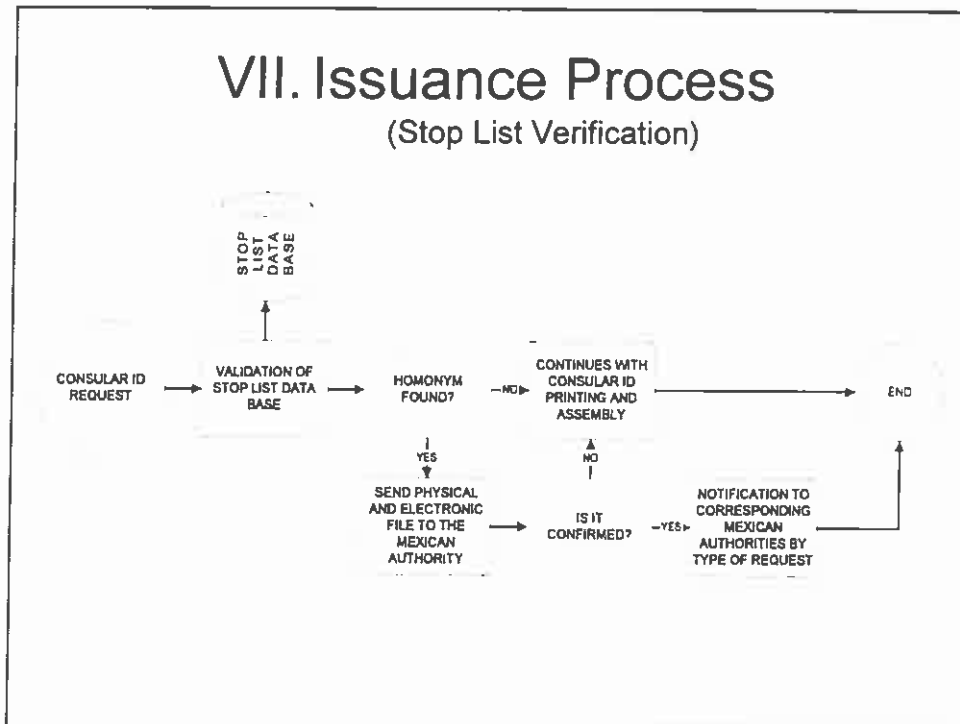 VII. Issuance Process
(Stop List Verification)
STOP
LIST
DATA
BASE
CONSULAR ID
REQUEST
VALIDATION OF
STOP LIST DATA
BASE
HOMONYM
FOUND?
NO
CONTINUES WITH
CONSULAR ID
PRINTING AND
ASSEMBLY
END
YES
NO
SEND PHYSICAL
AND ELECTRONIC
FILE TO THE
MEXICAN
AUTHORITY
IS IT
CONFIRMED?
YES
NOTIFICATION TO
CORRESPONDING
MEXICAN
AUTHORITIES BY
TYPE OF REQUEST